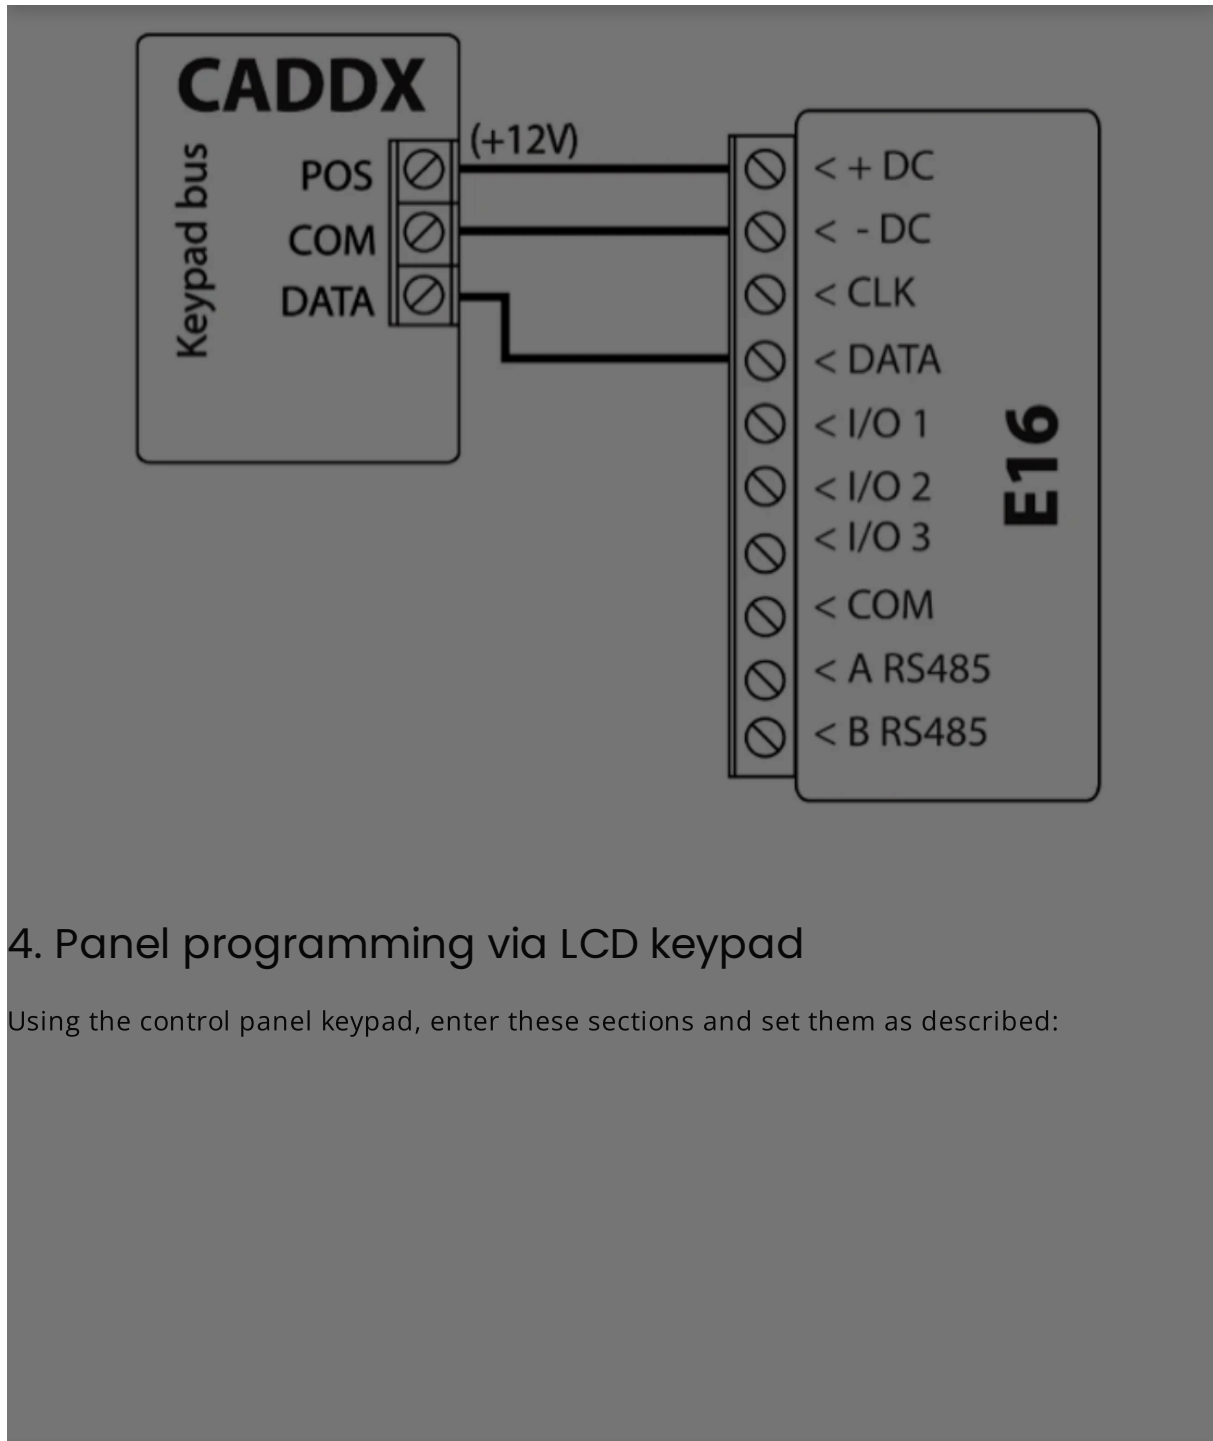 CADDX
Keypad bus
POS
COM
DATA
(+12V)
< + DC
< - DC
< CLK
< DATA
< I/O 1
< I/O 2
< I/O 3
< COM
< A RS485
< B RS485
E16
4. Panel programming via LCD keypad
Using the control panel keypad, enter these sections and set them as described: